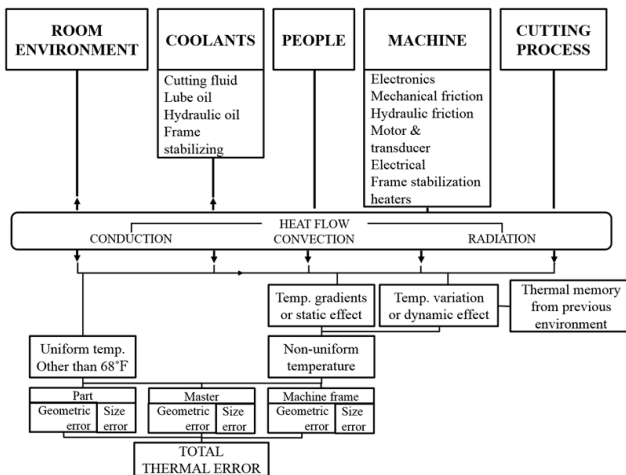 ROOM
ENVIRONMENT
COOLANTS
Cutting fluid
Lube oil
Hydraulic oil
Frame
stabilizing
PEOPLE
MACHINE
Electronics
Mechanical friction
Hydraulic friction
Motor &
transducer
Electrical
Frame stabilization
heaters
CUTTING
PROCESS
HEAT FLOW
CONDUCTION
CONVECTION
RADIATION
Temp. gradients
or static effect
Temp. variation
or dynamic effect
Thermal memory
from previous
environment
Uniform temp.
Other than 68°F
Non-uniform
temperature
Part
Geometric
error
Size
error
Master
Geometric
error
Size
error
Machine frame
Geometric
error
Size
error
TOTAL
THERMAL ERROR